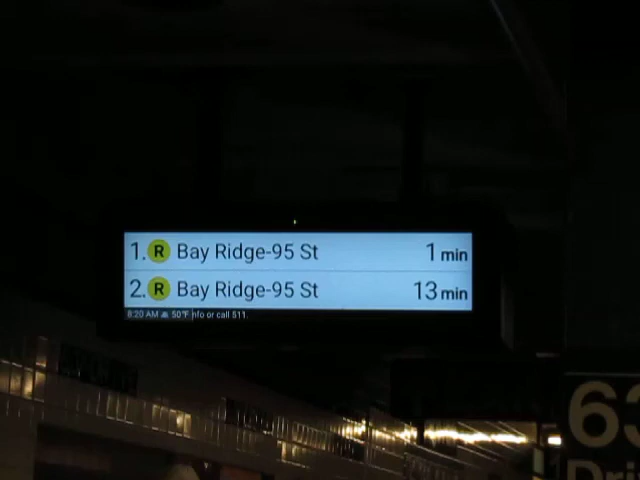 1. R Bay Ridge-95 St 1 min
2. R Bay Ridge-95 St 13 min
8:20 AM 50°F nfo or call 511.
63
Dri